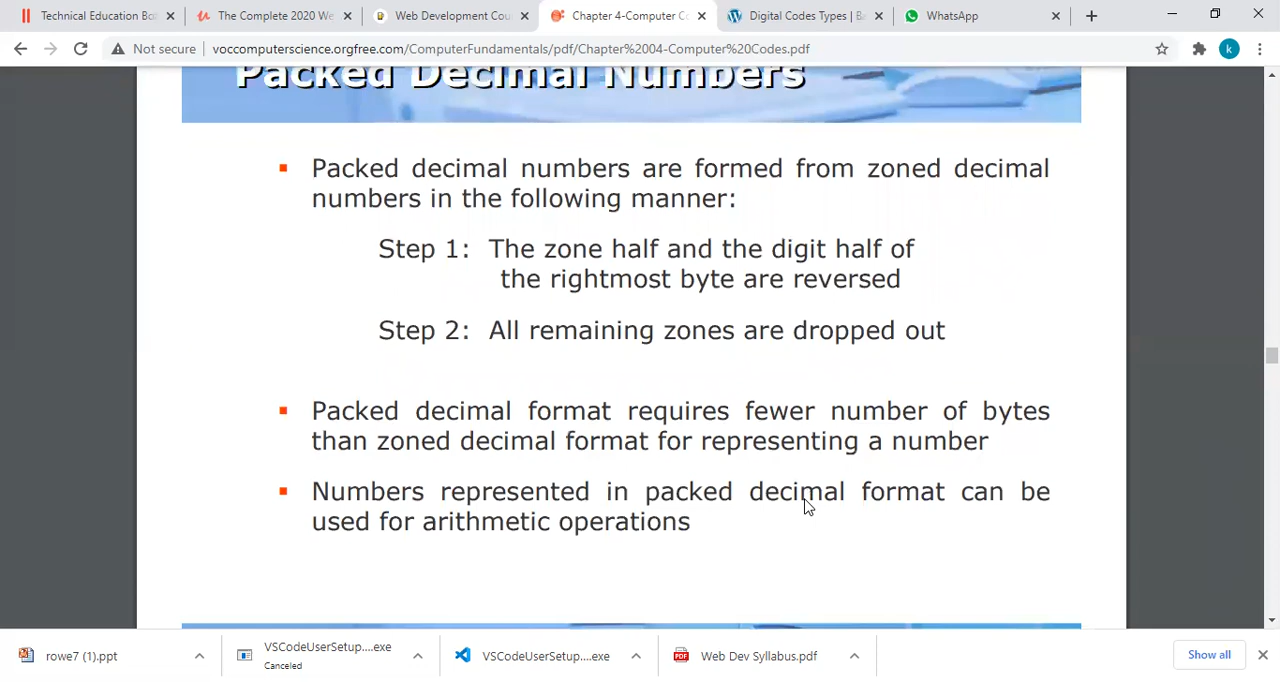 Technical Education Bo
The Complete 2020 We
Web Development Cou
Chapter 4-Computer C
Digital Codes Types | Ba
WhatsApp
Not secure
voccomputerscience.orgfree.com/ComputerFundamentals/pdf/Chapter%2004-Computer%20Codes.pdf
k
Packed Decimal Numbers
Packed decimal numbers are formed from zoned decimal
numbers in the following manner:
Step 1: The zone half and the digit half of
the rightmost byte are reversed
Step 2: All remaining zones are dropped out
Packed decimal format requires fewer number of bytes
than zoned decimal format for representing a number
Numbers represented in packed decimal format can be
used for arithmetic operations
rowe7 (1).ppt
VSCodeUserSetup....exe
Canceled
VSCodeUserSetup....exe
PDF
Web Dev Syllabus.pdf
Show all